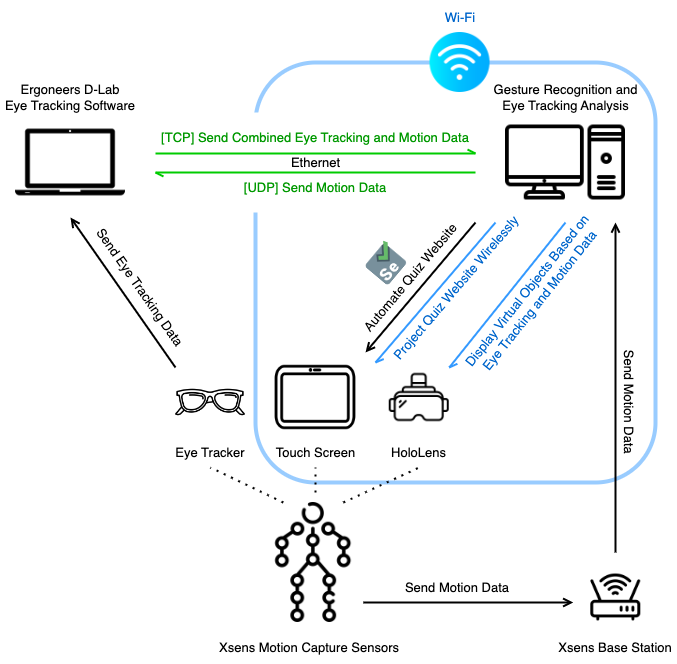 Wi-Fi
Ergoneers D-Lab
Eye Tracking Software
Gesture Recognition and
Eye Tracking Analysis
[TCP] Send Combined Eye Tracking and Motion Data
Ethernet
[UDP] Send Motion Data
Send Eye Tracking Data
Se
Automate Quiz Website
Project Quiz Website Wirelessly
Display Virtual Objects Based on
Eye Tracking and Motion Data
Send Motion Data
Eye Tracker
Touch Screen
HoloLens
Send Motion Data
Xsens Motion Capture Sensors
Xsens Base Station